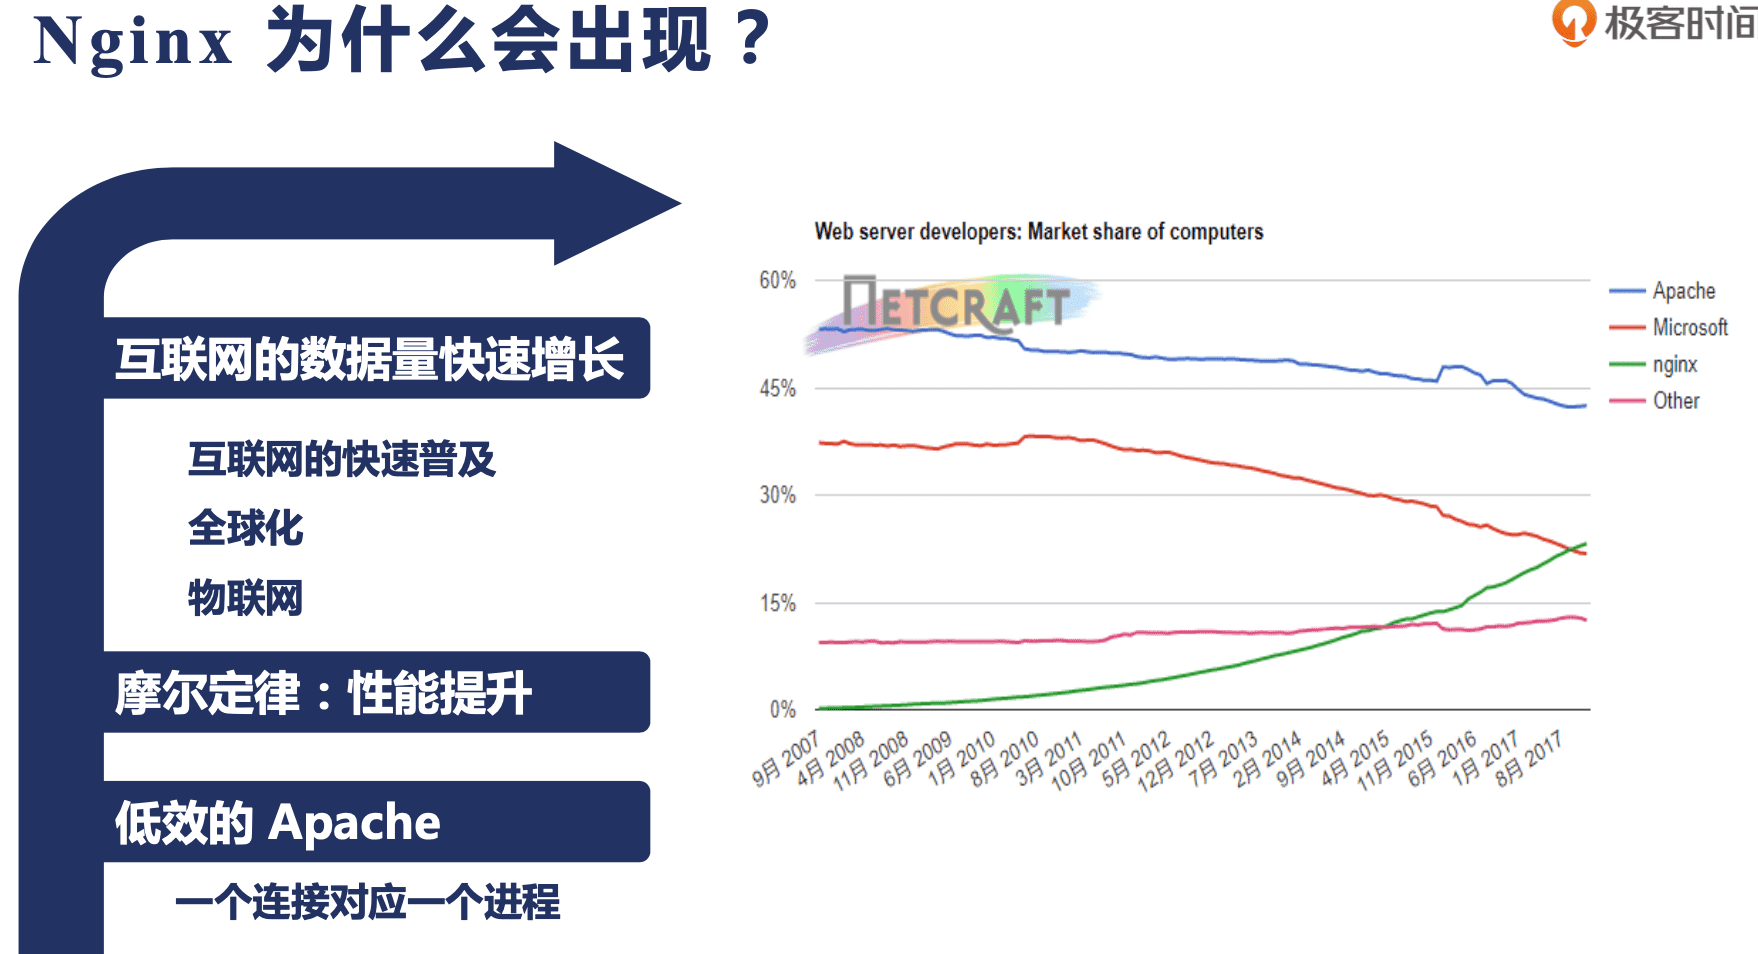 Nginx 为什么会出现？
极客时间
互联网的数据量快速增长
互联网的快速普及
全球化
物联网
摩尔定律：性能提升
低效的 Apache
一个连接对应一个进程
Web server developers: Market share of computers
NETCRAFT
60%
45%
30%
15%
0%
9月 2007
4月 2008
11月 2008
6月 2009
1月 2010
8月 2010
3月 2011
10月 2011
5月 2012
12月 2012
7月 2013
2月 2014
9月 2014
4月 2015
11月 2015
6月 2016
1月 2017
8月 2017
Apache
Microsoft
nginx
Other